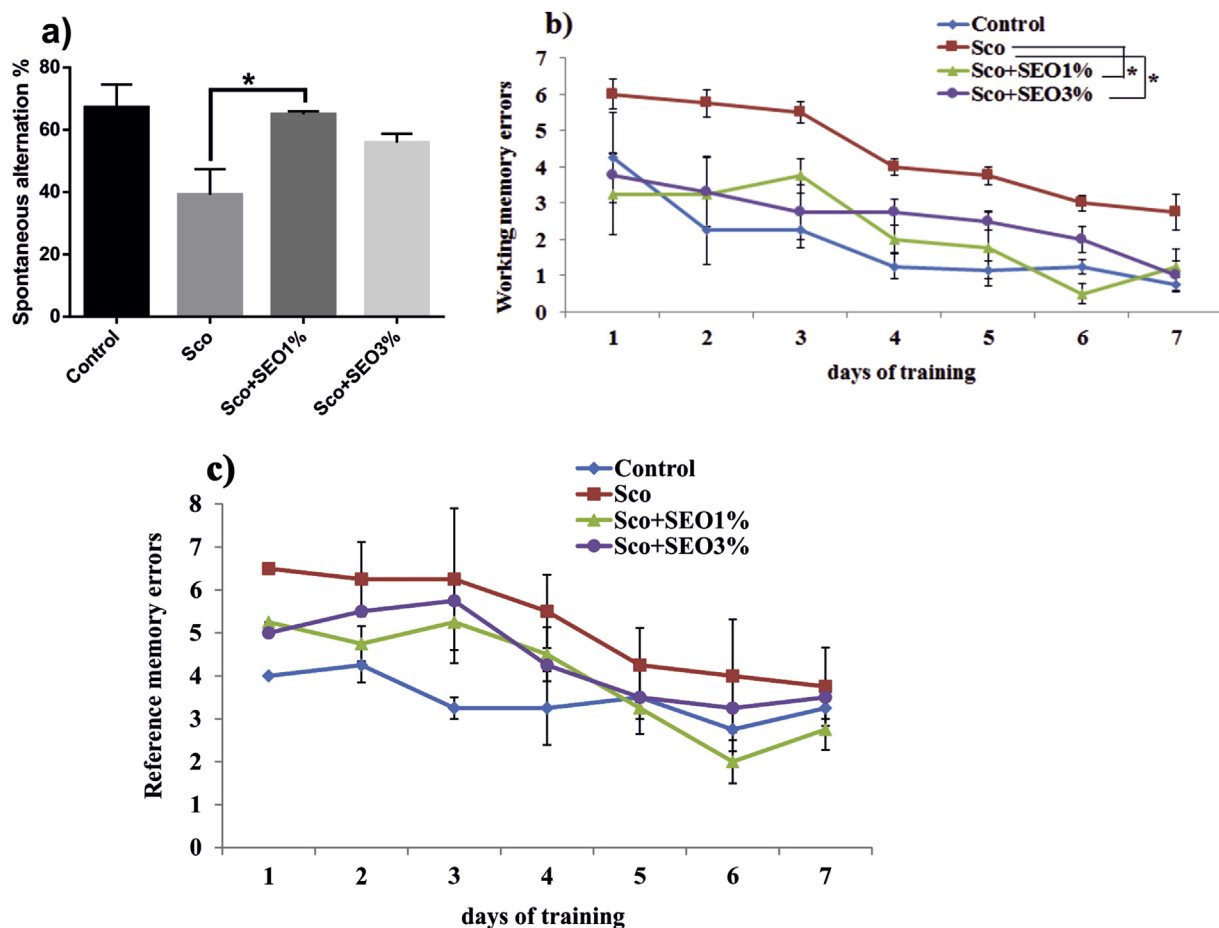 a)
Spontaneous alternation %
80
60
40
20
0
*
Control
Sco
Sco+SEO1%
Sco+SEO3%
b)
Control
Sco
Sco+SEO1%
Sco+SEO3%
*
*
Working memory errors
7
6
5
4
3
2
1
0
1 2 3 4 5 6 7
days of training
c)
Control
Sco
Sco+SEO1%
Sco+SEO3%
Reference memory errors
8
7
6
5
4
3
2
1
0
1 2 3 4 5 6 7
days of training